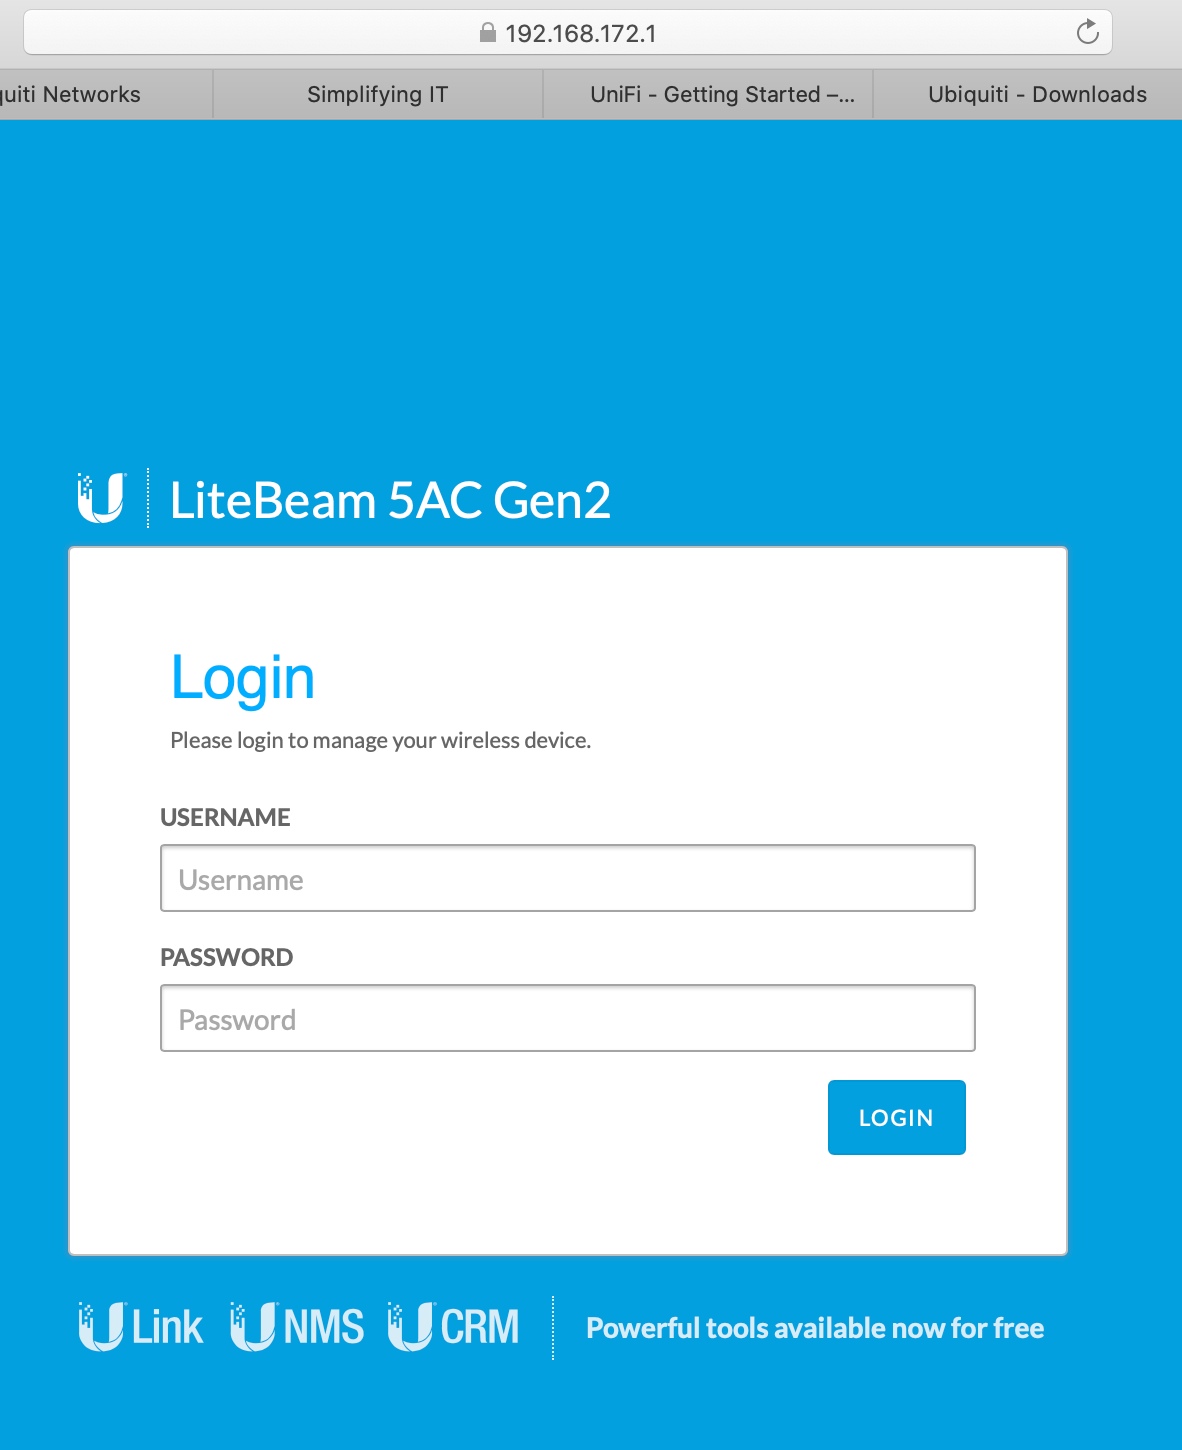 192.168.172.1
quiti Networks
Simplifying IT
UniFi - Getting Started –...
Ubiquiti - Downloads
LiteBeam 5AC Gen2
Login
Please login to manage your wireless device.
USERNAME
Username
PASSWORD
Password
LOGIN
U Link U NMS U CRM
Powerful tools available now for free